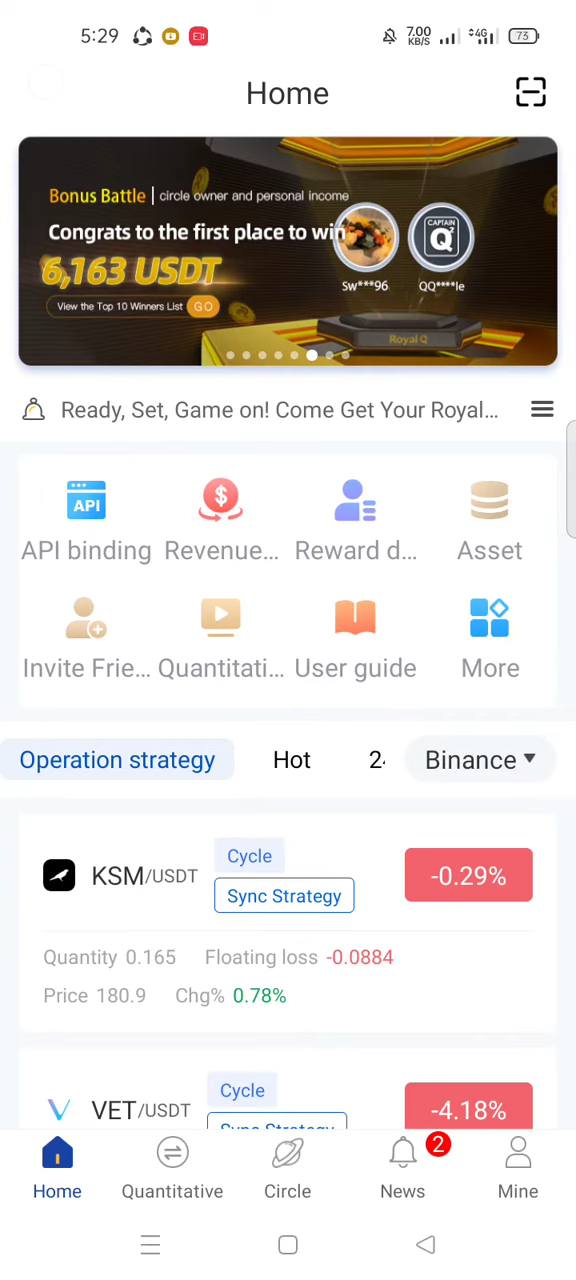 5:29
7.00 KB/S
4G
73
Home
Bonus Battle | circle owner and personal income
Congrats to the first place to win
6,163 USDT
CAPTAIN
Q
Sw***96
QQ****le
View the Top 10 Winners List GO
Royal Q
Ready, Set, Game on! Come Get Your Royal...
API
API binding
Revenue...
Reward d...
Asset
Invite Frie...
Quantitati...
User guide
More
Operation strategy
Hot
Binance
KSM/USDT
Cycle
Sync Strategy
-0.29%
Quantity 0.165 Floating loss -0.0884
Price 180.9 Chg% 0.78%
VET/USDT
Cycle
Sync Strategy
-4.18%
2
Home
Quantitative
Circle
News
Mine